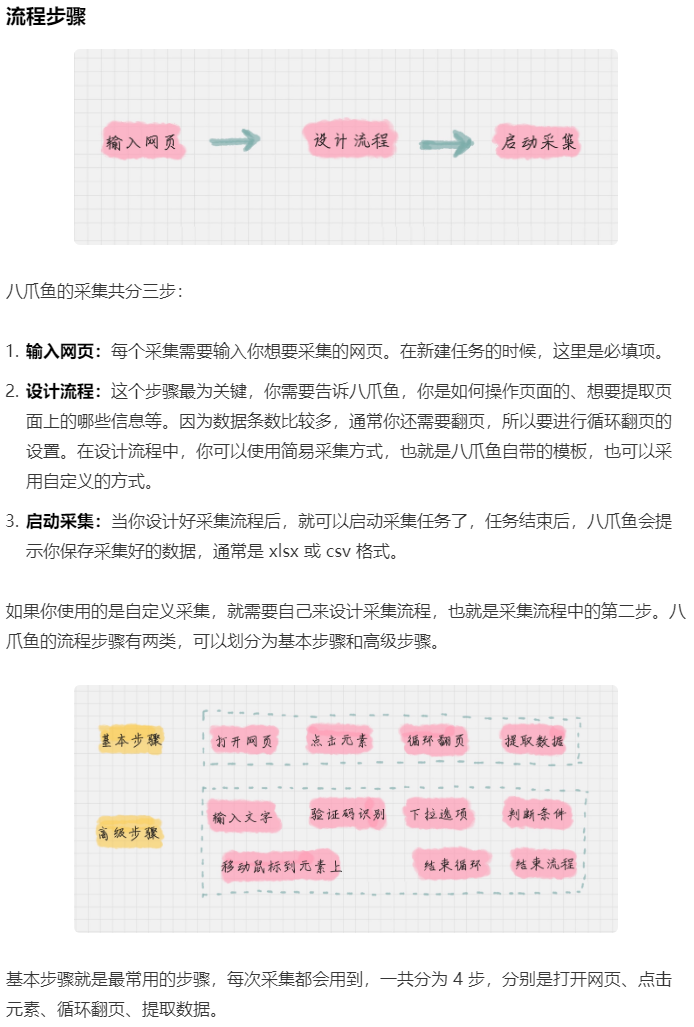 流程步骤
输入网页 设计流程 启动采集
八爪鱼的采集共分三步：
1. 输入网页：每个采集需要输入你想要采集的网页。在新建任务的时候，这里是必填项。
2. 设计流程：这个步骤最为关键，你需要告诉八爪鱼，你是如何操作页面的、想要提取页
面上的哪些信息等。因为数据条数比较多，通常你还需要翻页，所以要进行循环翻页的
设置。在设计流程中，你可以使用简易采集方式，也就是八爪鱼自带的模板，也可以采
用自定义的方式。
3. 启动采集：当你设计好采集流程后，就可以启动采集任务了，任务结束后，八爪鱼会提
示你保存采集好的数据，通常是 xlsx 或 csv 格式。
如果你使用的是自定义采集，就需要自己来设计采集流程，也就是采集流程中的第二步。八
爪鱼的流程步骤有两类，可以划分为基本步骤和高级步骤。
基本步骤 打开网页 点击元素 循环翻页 提取数据
输入文字 验证码识别 下拉选项 判断条件
高级步骤
移动鼠标到元素上 结束循环 结束流程
基本步骤就是最常用的步骤，每次采集都会用到，一共分为 4 步，分别是打开网页、点击
元素、循环翻页、提取数据。